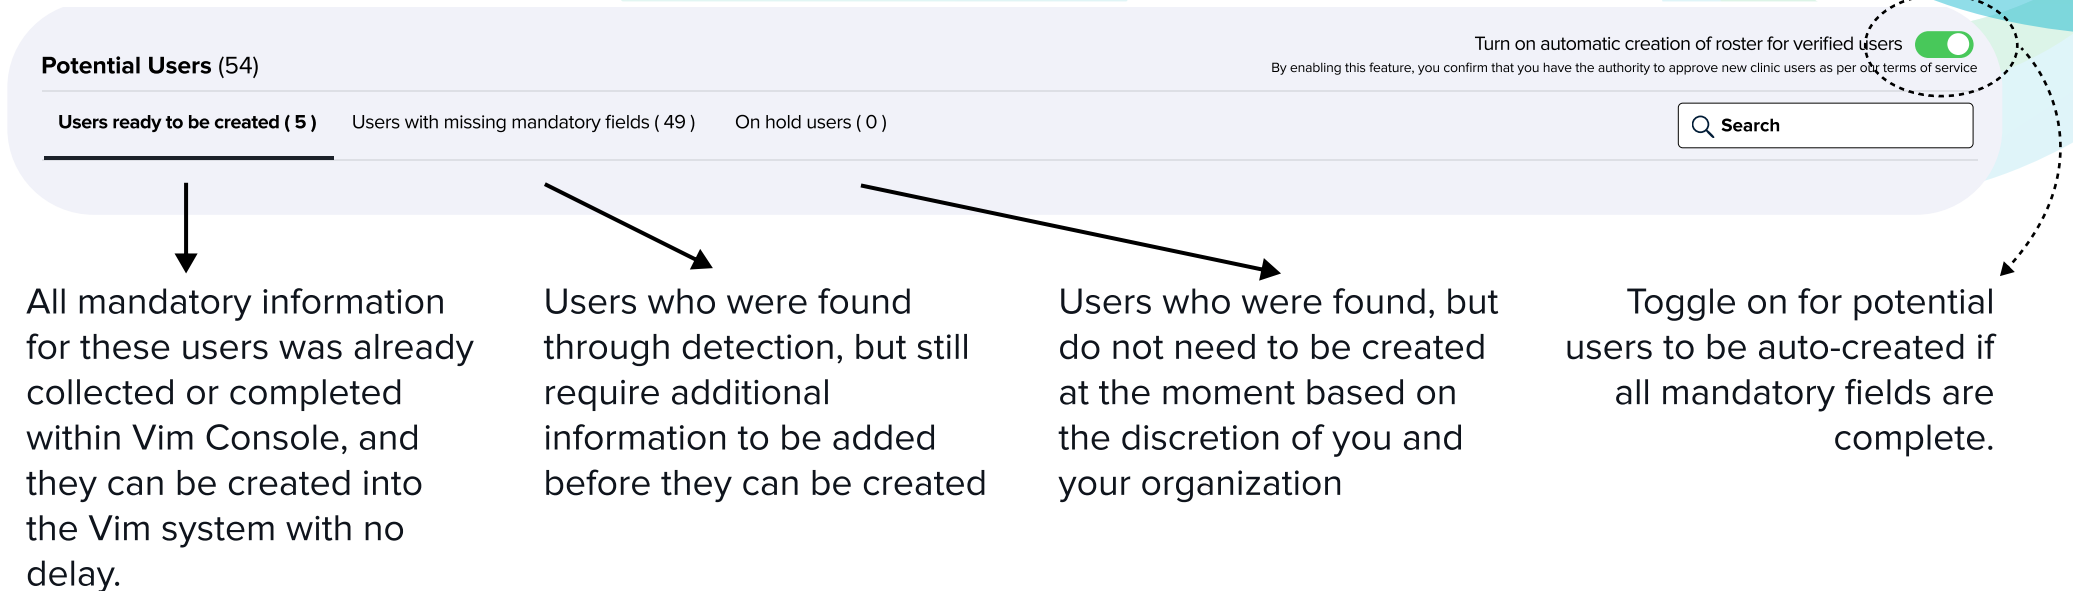 Turn on automatic creation of roster for verified users
Potential Users (54)
By enabling this feature, you confirm that you have the authority to approve new clinic users as per our terms of service
Users ready to be created ( 5 )
Users with missing mandatory fields ( 49 )
On hold users ( 0 )
Search
All mandatory information
for these users was already
collected or completed
within Vim Console, and
they can be created into
the Vim system with no
delay.
Users who were found
through detection, but still
require additional
information to be added
before they can be created
Users who were found, but
do not need to be created
at the moment based on
the discretion of you and
your organization
Toggle on for potential
users to be auto-created if
all mandatory fields are
complete.